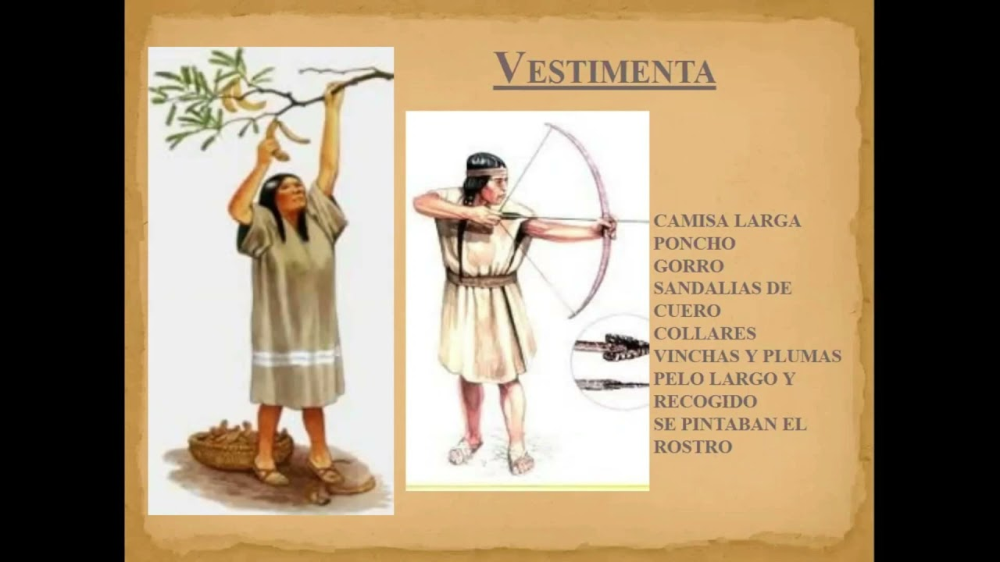 VESTIMENTA
CAMISA LARGA
PONCHO
GORRO
SANDALIAS DE
CUERO
COLLARES
VINCHAS Y PLUMAS
PELO LARGO Y
RECOGIDO
SE PINTABAN EL
ROSTRO